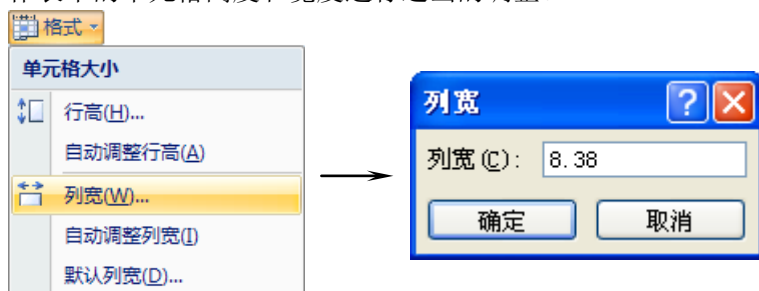 格式
单元格大小
行高(H)...
自动调整行高(A)
列宽(W)...
自动调整列宽(I)
默认列宽(D)...
列宽
列宽(C): 8.38
确定 取消